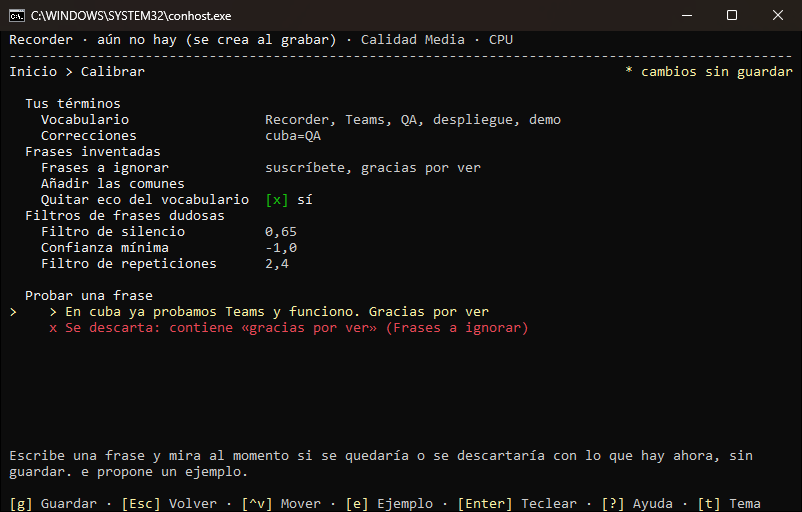 C:\WINDOWS\SYSTEM32\conhost.exe
Recorder · aún no hay (se crea al grabar) · Calidad Media · CPU
--------------------------------------------------------------------------------------------------
Inicio > Calibrar * cambios sin guardar
Tus términos
Vocabulario Recorder, Teams, QA, despliegue, demo
Correcciones cuba=QA
Frases inventadas
Frases a ignorar suscríbete, gracias por ver
Añadir las comunes
Quitar eco del vocabulario [x] sí
Filtros de frases dudosas
Filtro de silencio 0,65
Confianza mínima -1,0
Filtro de repeticiones 2,4
Probar una frase
> > En cuba ya probamos Teams y funciono. Gracias por ver
x Se descarta: contiene «gracias por ver» (Frases a ignorar)
Escribe una frase y mira al momento si se quedaría o se descartaría con lo que hay ahora, sin
guardar. e propone un ejemplo.
[g] Guardar · [Esc] Volver · [^v] Mover · [e] Ejemplo · [Enter] Teclear · [?] Ayuda · [t] Tema